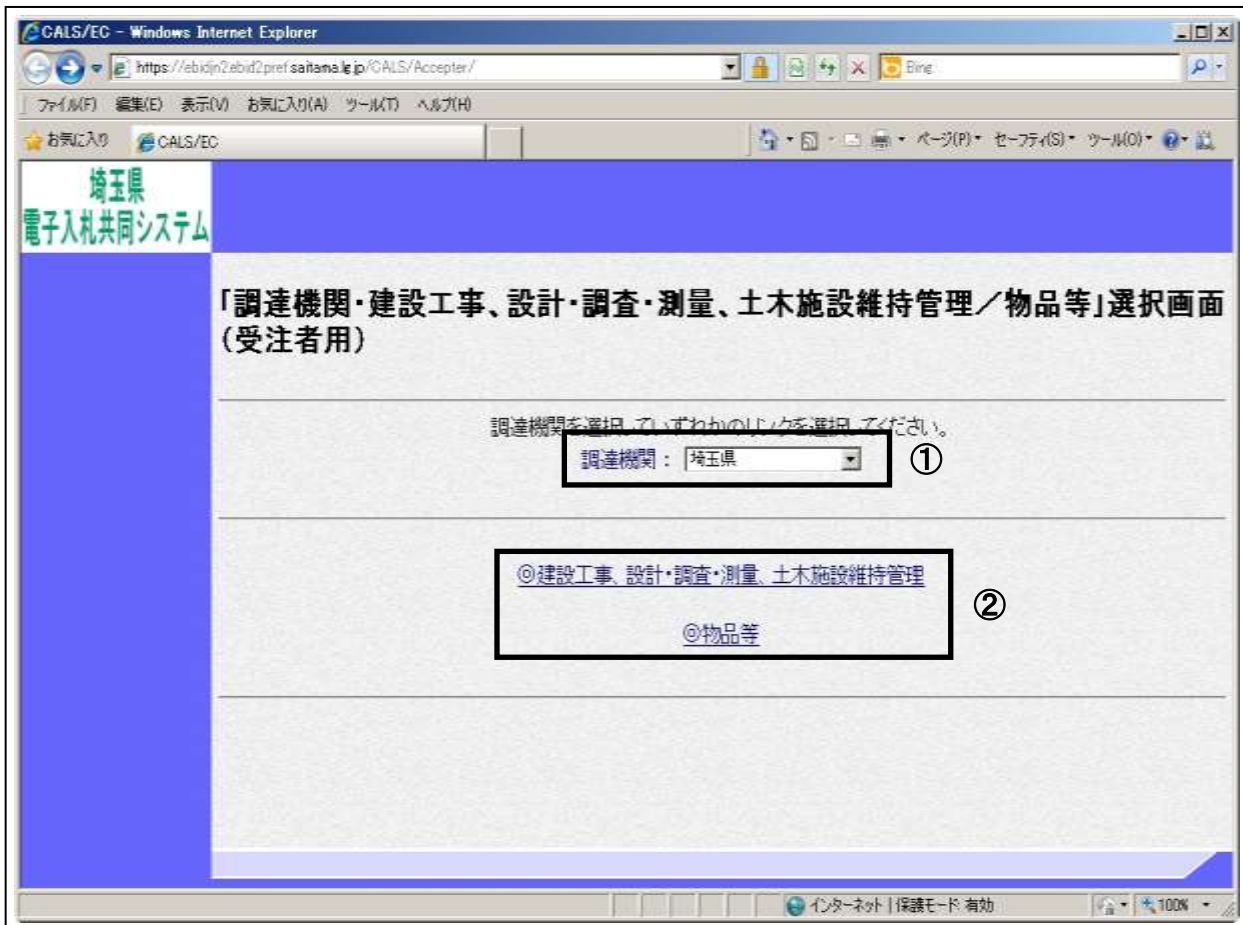 CALS/EC - Windows Internet Explorer
https://ebidjn2.ebid2.pref.saitama.lg.jp/CALS/Accepter/
Bing
ファイル(F) 編集(E) 表示(V) お気に入り(A) ツール(T) ヘルプ(H)
お気に入り CALS/EC ページ(P) セーフティ(S) ツール(O)
埼玉県
電子入札共同システム
「調達機関・建設工事、設計・調査・測量、土木施設維持管理／物品等」選択画面
(受注者用)
調達機関を選択していずれかのリンクを選択してください。
調達機関： 埼玉県 ①
◎建設工事、設計・調査・測量、土木施設維持管理
②
◎物品等
インターネット | 保護モード: 有効 100%